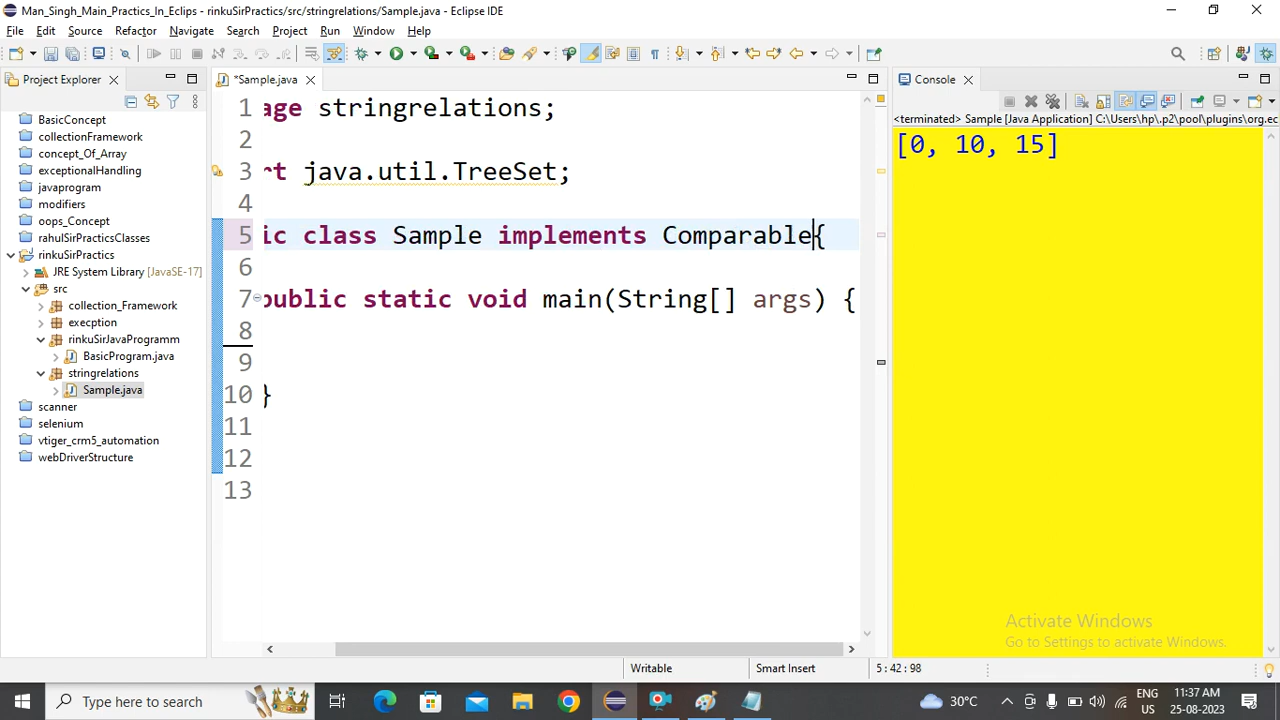 Man_Singh_Main_Practics_In_Eclips - rinkuSirPractics/src/stringrelations/Sample.java - Eclipse IDE
File Edit Source Refactor Navigate Search Project Run Window Help
Project Explorer
*Sample.java
Console
<terminated> Sample [Java Application] C:\Users\hp\.p2\pool\plugins\org.ec
[0, 10, 15]
BasicConcept
collectionFramework
concept_Of_Array
exceptionalHandling
javaprogram
modifiers
oops_Concept
rahulSirPracticsClasses
rinkuSirPractics
JRE System Library [JavaSE-17]
src
collection_Framework
execption
rinkuSirJavaProgramm
BasicProgram.java
stringrelations
Sample.java
scanner
selenium
vtiger_crm5_automation
webDriverStructure
1 age stringrelations;
2
3 rt java.util.TreeSet;
4
5 ic class Sample implements Comparable{
6
7 public static void main(String[] args) {
8
9
10 }
11
12
13
Activate Windows
Go to Settings to activate Windows.
Writable Smart Insert 5:42:98
Type here to search
30°C
ENG
US
11:37 AM
25-08-2023